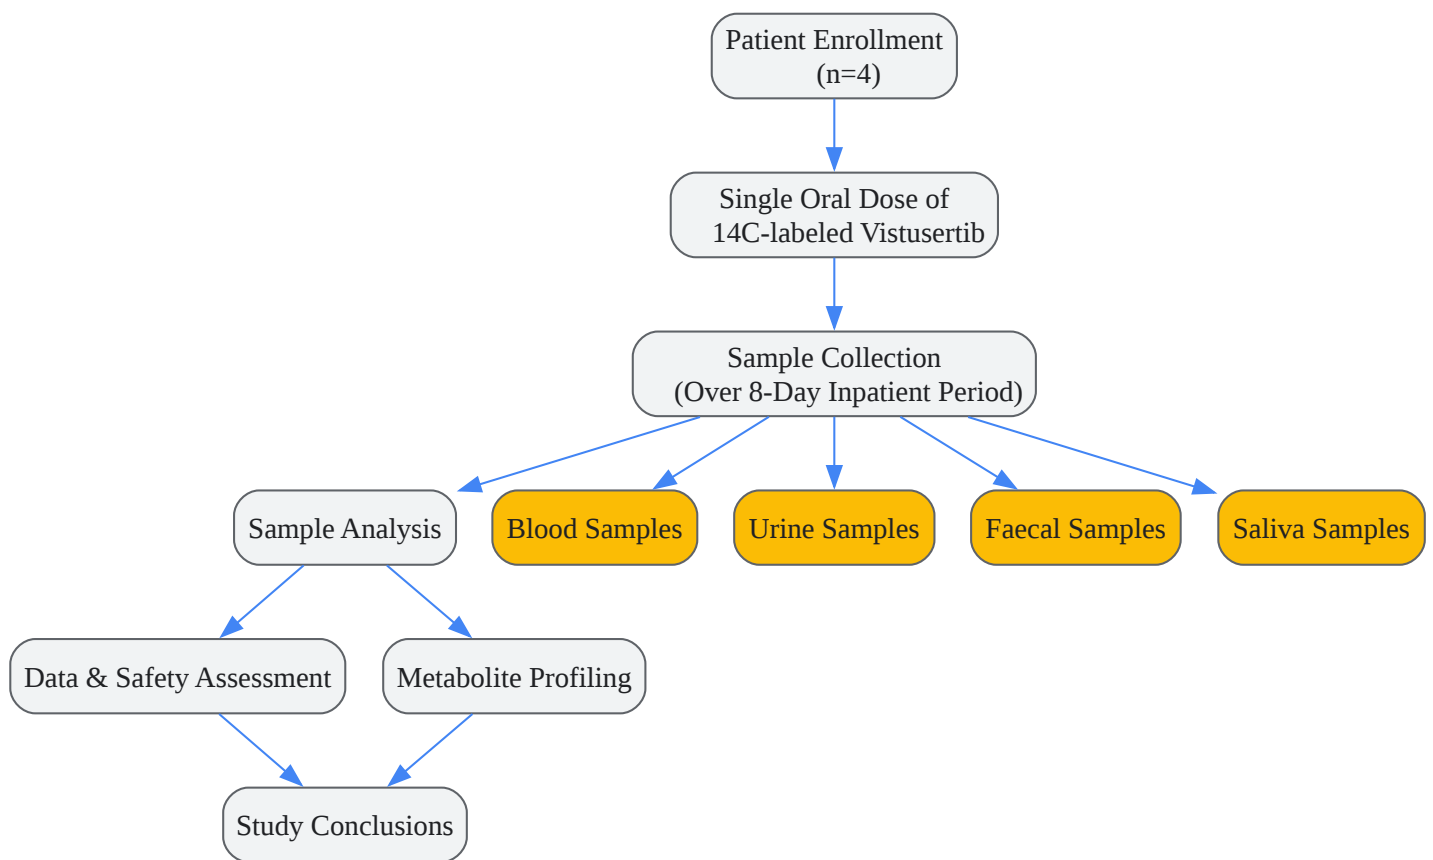 Patient Enrollment
(n=4)
Single Oral Dose of
14C-labeled Vistusertib
Sample Collection
(Over 8-Day Inpatient Period)
Sample Analysis
Blood Samples
Urine Samples
Faecal Samples
Saliva Samples
Data & Safety Assessment
Metabolite Profiling
Study Conclusions